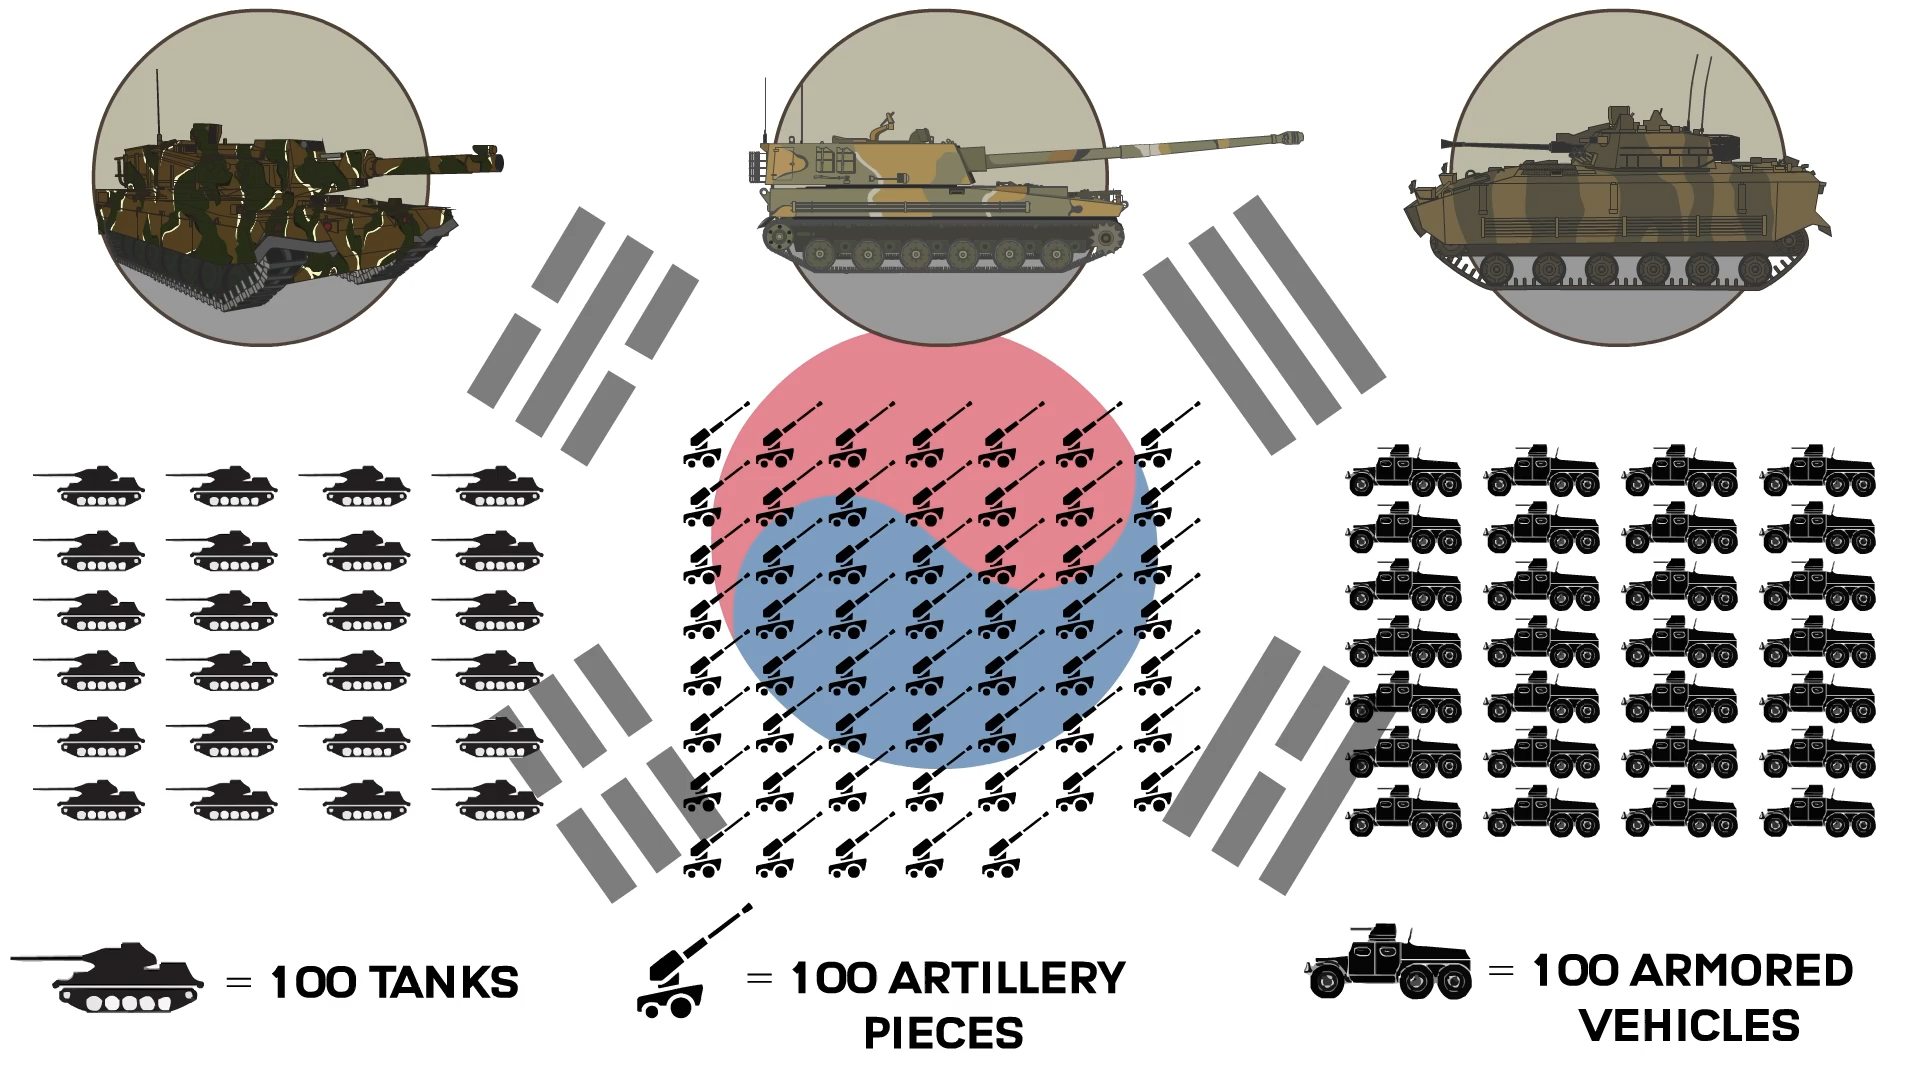 = 100 TANKS
= 100 ARTILLERY
PIECES
= 100 ARMORED
VEHICLES